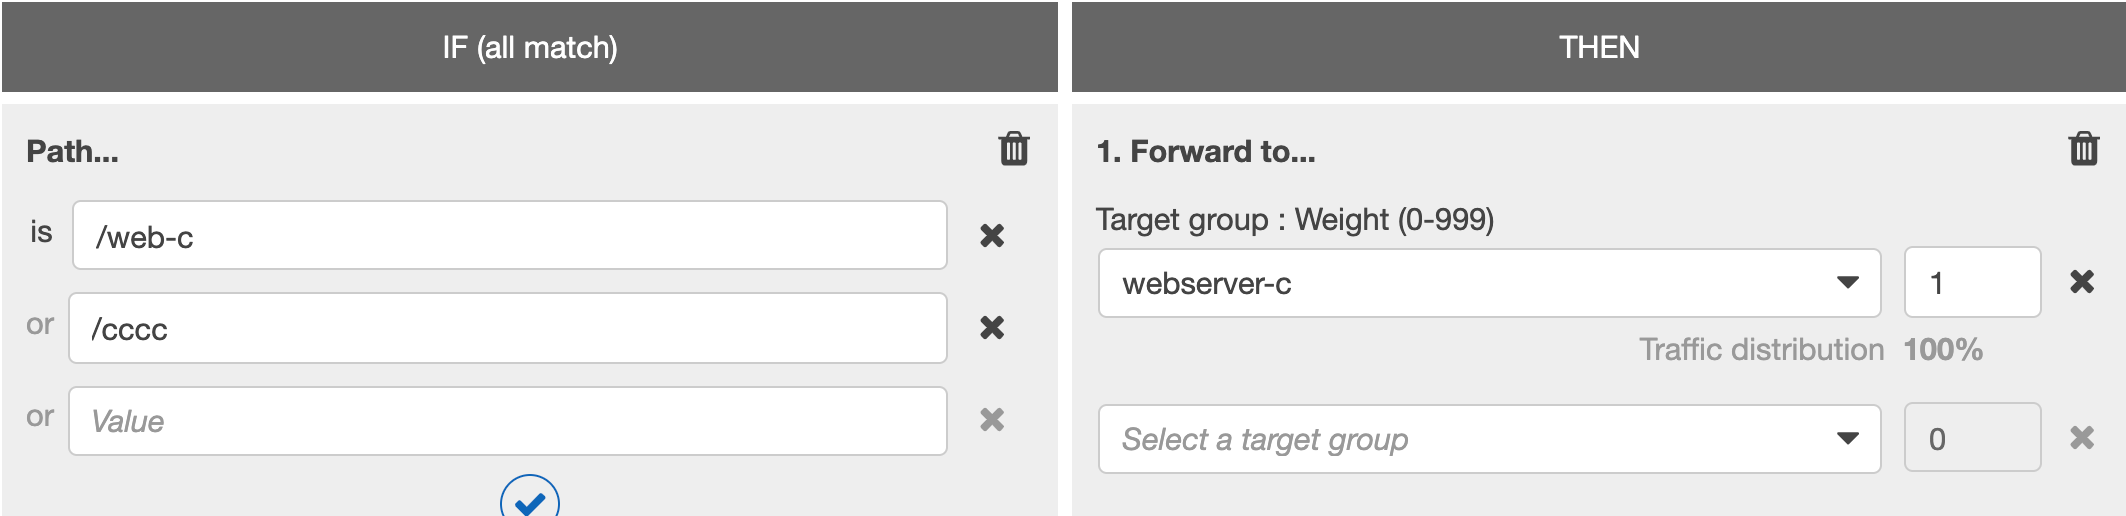 IF (all match)
THEN
Path...
is
/web-c
or
/cccc
or
Value
1. Forward to...
Target group : Weight (0-999)
webserver-c
1
Traffic distribution 100%
Select a target group
0